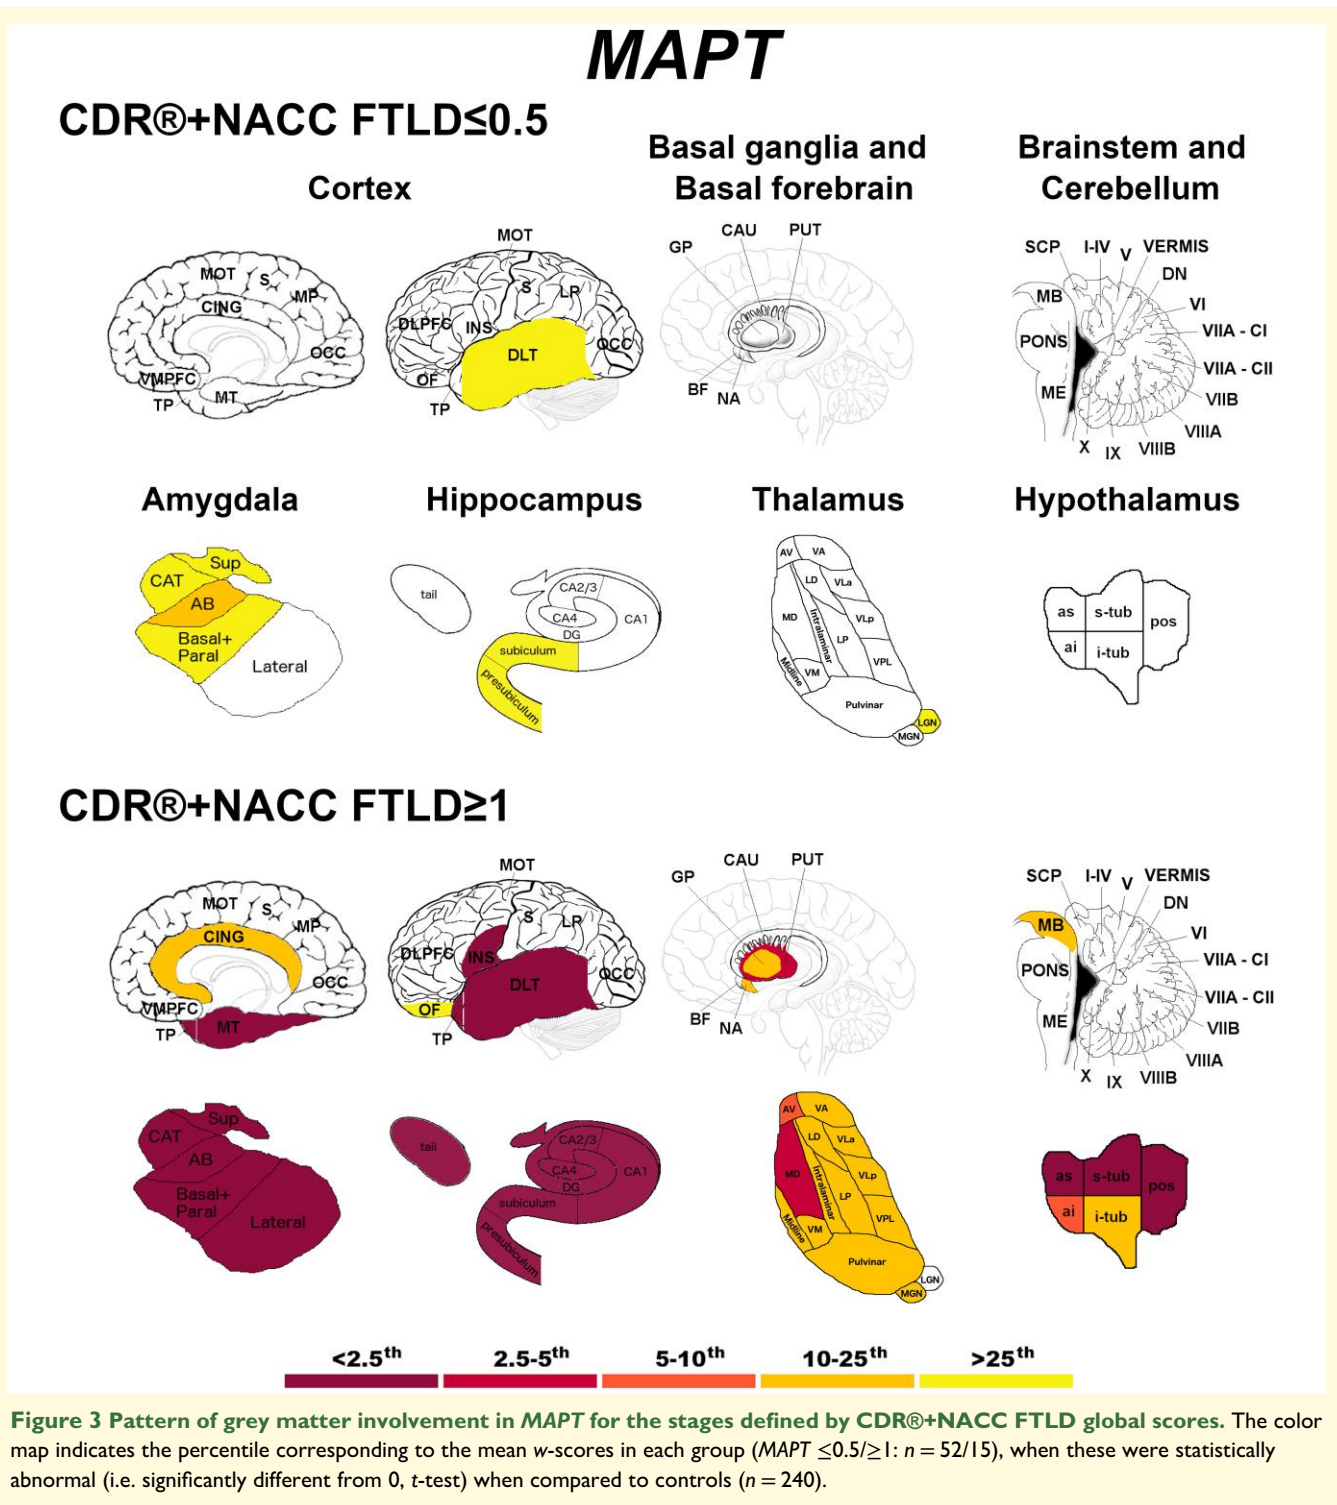 MAPT
CDR®+NACC FTLD≤0.5
Cortex
Basal ganglia and
Basal forebrain
Brainstem and
Cerebellum
MOT
S
MP
CING
OCC
VMPFC
TP
MT
MOT
S
LP
DLPFC
INS
DLT
OCC
OF
TP
GP
CAU
PUT
BF
NA
SCP
I-IV
V
VERMIS
DN
MB
VI
PONS
VIIA - CI
VIIA - CII
ME
VIIB
VIIIA
X
IX
VIIIB
Amygdala
Hippocampus
Thalamus
Hypothalamus
Sup
CAT
AB
Basal+
Paral
Lateral
tail
CA2/3
CA4
CA1
DG
subiculum
presubiculum
AV
VA
LD
VLa
MD
Intralaminar
VLp
LP
VPL
Midline
VM
Pulvinar
LGN
MGN
as
s-tub
pos
ai
i-tub
CDR®+NACC FTLD≥1
MOT
S
MP
CING
OCC
VMPFC
TP
MT
MOT
S
LP
DLPFC
INS
DLT
OCC
OF
TP
GP
CAU
PUT
BF
NA
SCP
I-IV
V
VERMIS
DN
MB
VI
PONS
VIIA - CI
VIIA - CII
ME
VIIB
VIIIA
X
IX
VIIIB
Sup
CAT
AB
Basal+
Paral
Lateral
tail
CA2/3
CA4
CA1
DG
subiculum
presubiculum
AV
VA
LD
VLa
MD
Intralaminar
VLp
LP
VPL
Midline
VM
Pulvinar
LGN
MGN
as
s-tub
pos
ai
i-tub
<2.5th 2.5-5th 5-10th 10-25th >25th
Figure 3 Pattern of grey matter involvement in MAPT for the stages defined by CDR®+NACC FTLD global scores. The color
map indicates the percentile corresponding to the mean w-scores in each group (MAPT ≤0.5/≥1: n = 52/15), when these were statistically
abnormal (i.e. significantly different from 0, t-test) when compared to controls (n = 240).